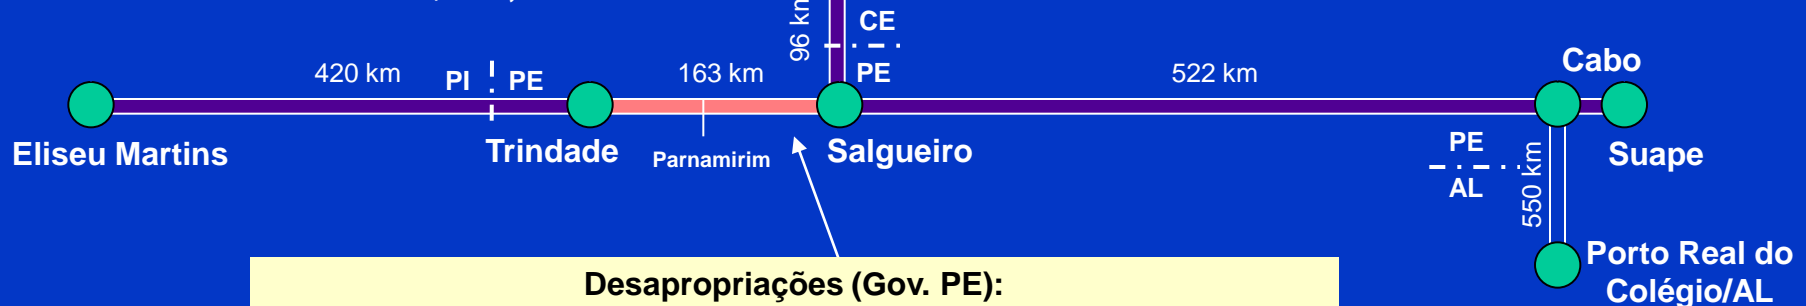 96 km
CE
PE
Cabo
420 km
PI
PE
163 km
522 km
Eliseu Martins
Trindade
Parnamirim
Salgueiro
PE
AL
550 km
Suape
Porto Real do
Colégio/AL
Desapropriações (Gov. PE):